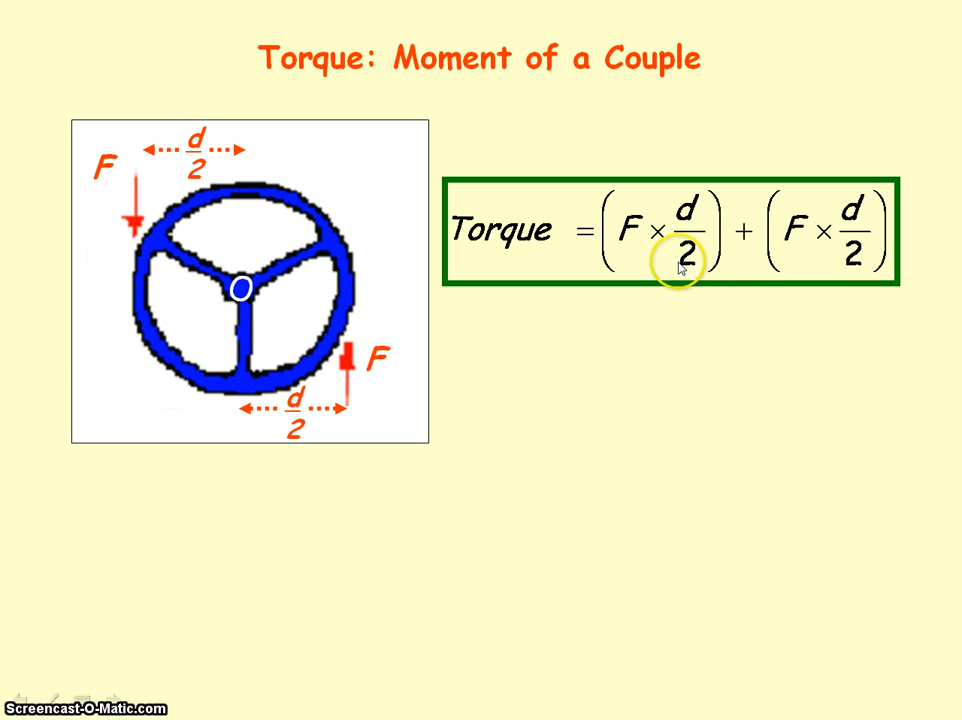 Torque: Moment of a Couple
d
F
2
O
F
d
2
Torque = ( F × d/2 ) + ( F × d/2 )
Screencast-O-Matic.com